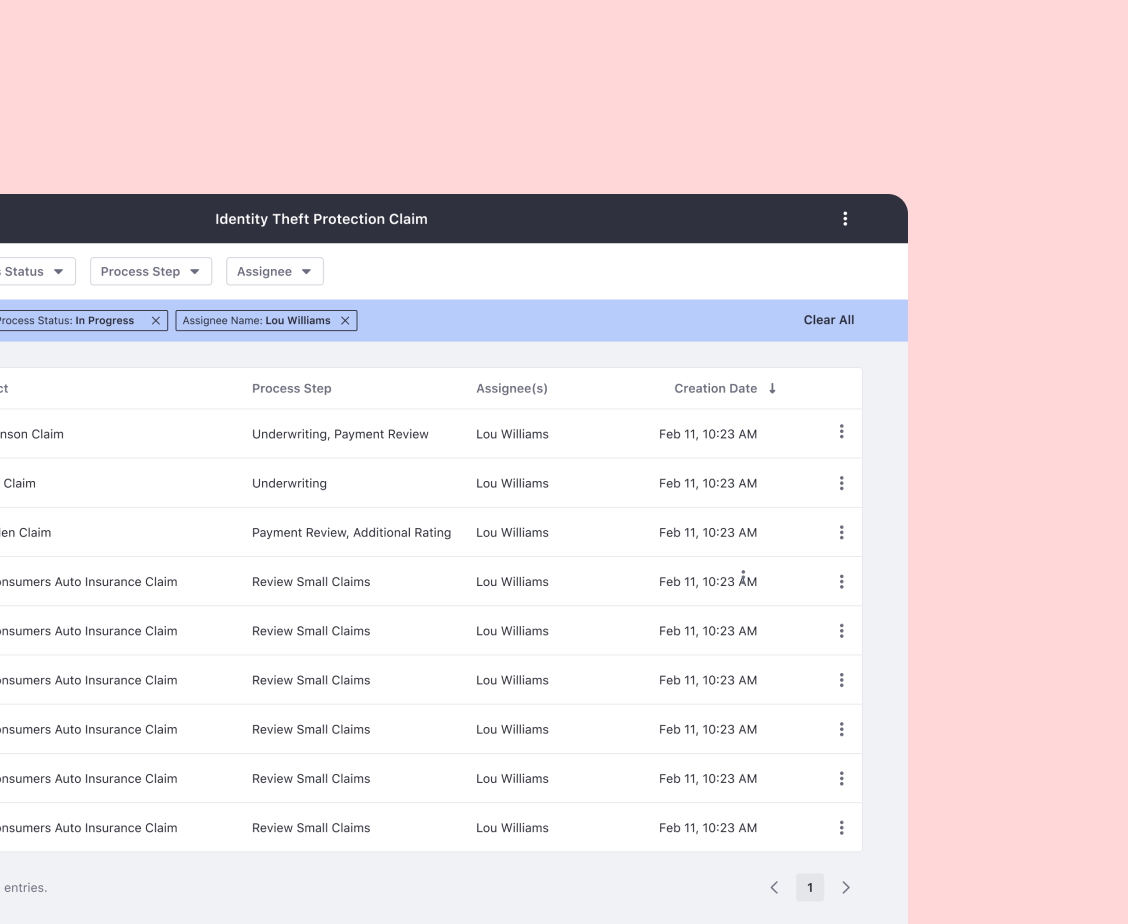 Identity Theft Protection Claim
Status Process Step Assignee
Process Status: In Progress Assignee Name: Lou Williams Clear All
Process Step Assignee(s) Creation Date
Claim Underwriting, Payment Review Lou Williams Feb 11, 10:23 AM
Claim Underwriting Lou Williams Feb 11, 10:23 AM
Claim Payment Review, Additional Rating Lou Williams Feb 11, 10:23 AM
onsumers Auto Insurance Claim Review Small Claims Lou Williams Feb 11, 10:23 AM
onsumers Auto Insurance Claim Review Small Claims Lou Williams Feb 11, 10:23 AM
onsumers Auto Insurance Claim Review Small Claims Lou Williams Feb 11, 10:23 AM
onsumers Auto Insurance Claim Review Small Claims Lou Williams Feb 11, 10:23 AM
onsumers Auto Insurance Claim Review Small Claims Lou Williams Feb 11, 10:23 AM
onsumers Auto Insurance Claim Review Small Claims Lou Williams Feb 11, 10:23 AM
entries. 1